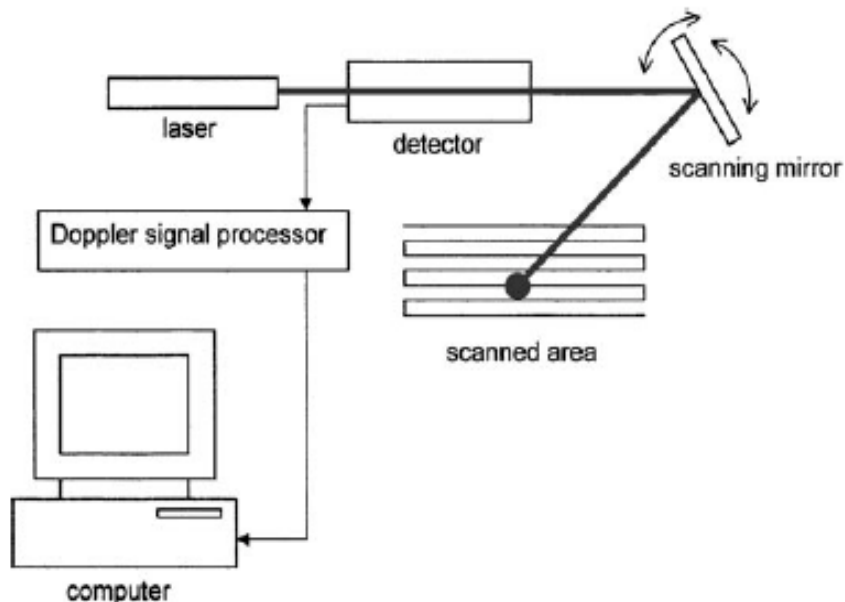 laser
detector
scanning mirror
Doppler signal processor
scanned area
computer